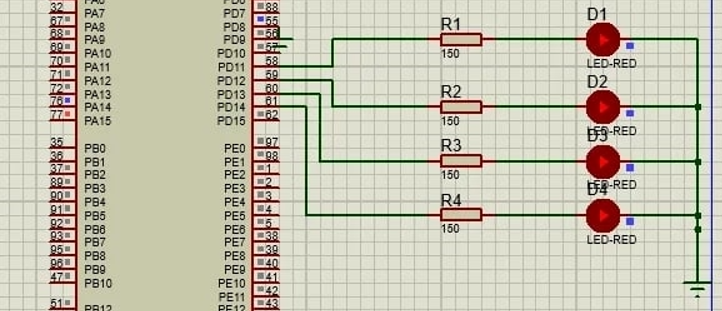 32 PA7 PD7 88
67 PA8 PD8 55
68 PA9 PD9 56
69 PA10 PD10 57
70 PA11 PD11 58
71 PA12 PD12 59
72 PA13 PD13 60
76 PA14 PD14 61
77 PA15 PD15 62
35 PB0 PE0 97
36 PB1 PE1 98
37 PB2 PE2 1
89 PB3 PE3 2
90 PB4 PE4 3
91 PB5 PE5 4
92 PB6 PE6 5
93 PB7 PE7 38
95 PB8 PE8 39
96 PB9 PE9 40
47 PB10 PE10 41
PE11 42
51 PB12 PE12 43
R1
150
D1
LED-RED
R2
150
D2
LED-RED
R3
150
D3
LED-RED
R4
150
D4
LED-RED